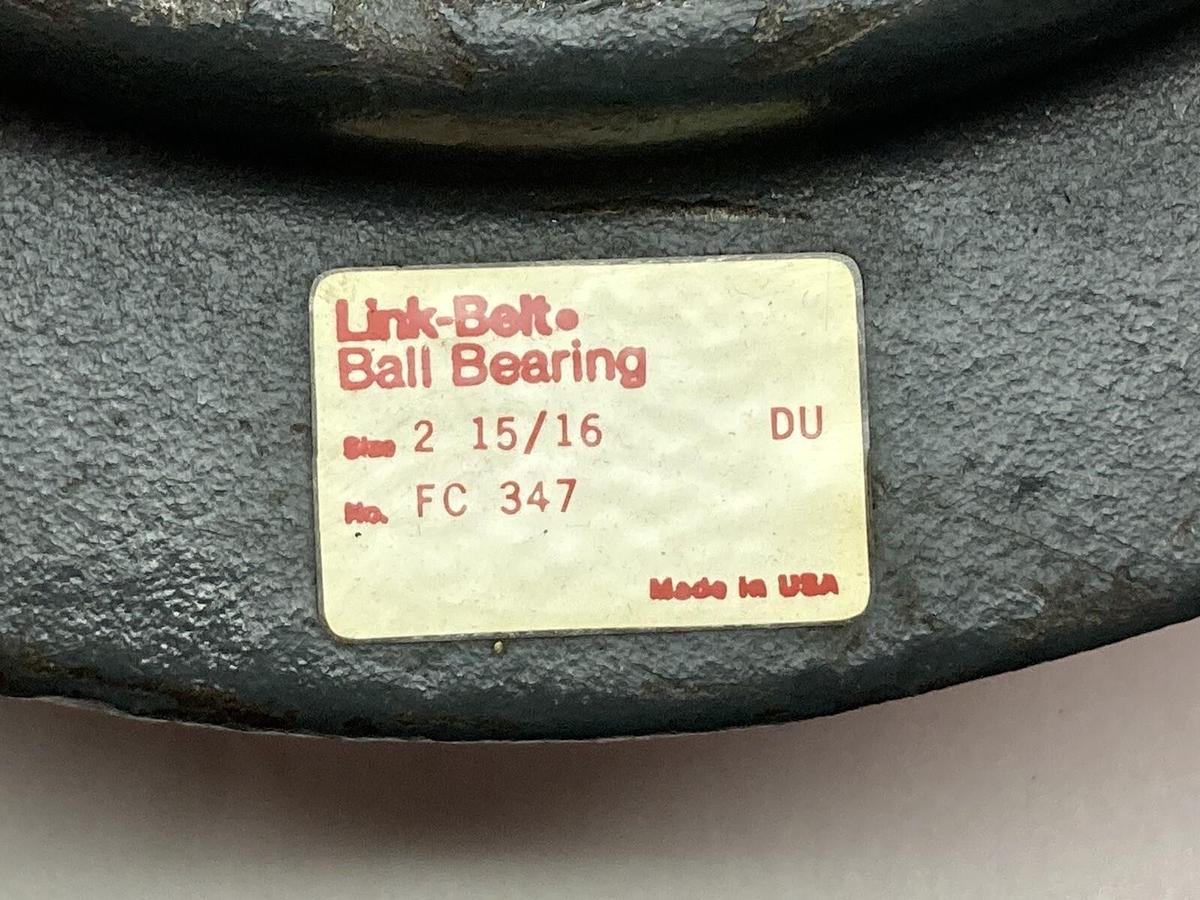 Link-Belt®
Ball Bearing
Size 2 15/16 DU
No. FC 347
Made in USA